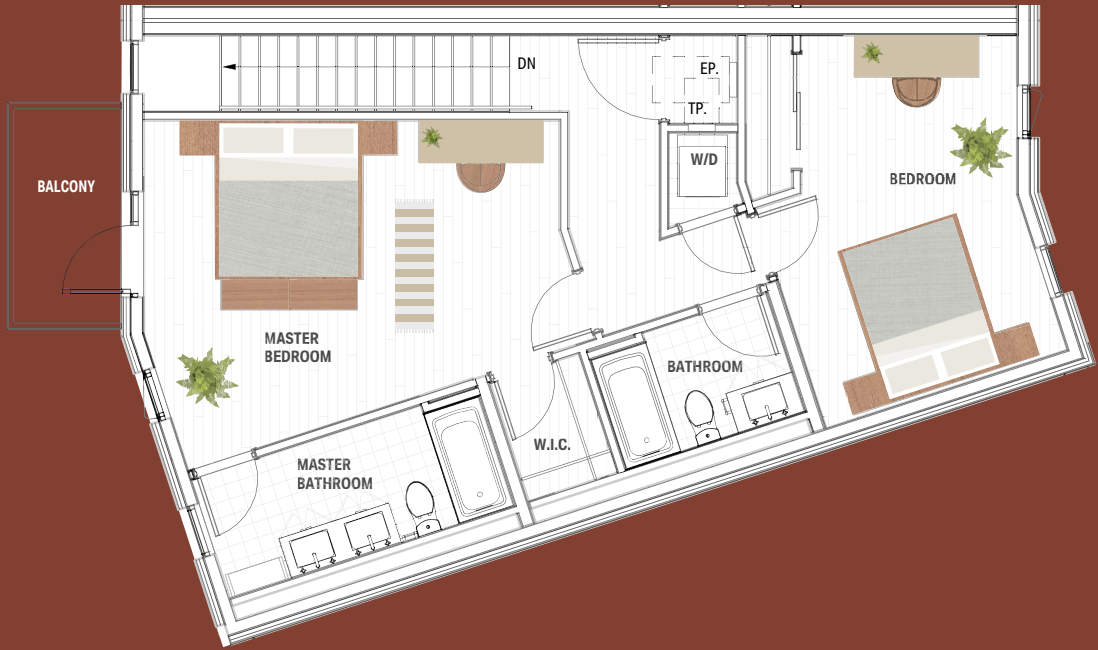 DN
EP.
TP.
W/D
BALCONY
BEDROOM
MASTER
BEDROOM
BATHROOM
W.I.C.
MASTER
BATHROOM